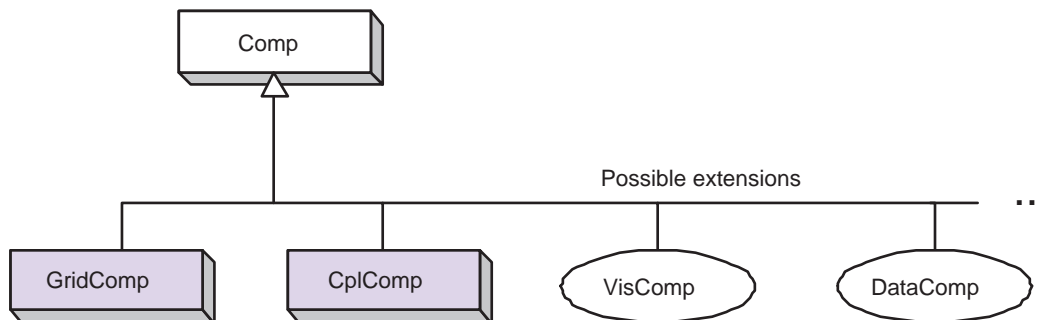 Comp
Possible extensions
..
GridComp
CplComp
VisComp
DataComp